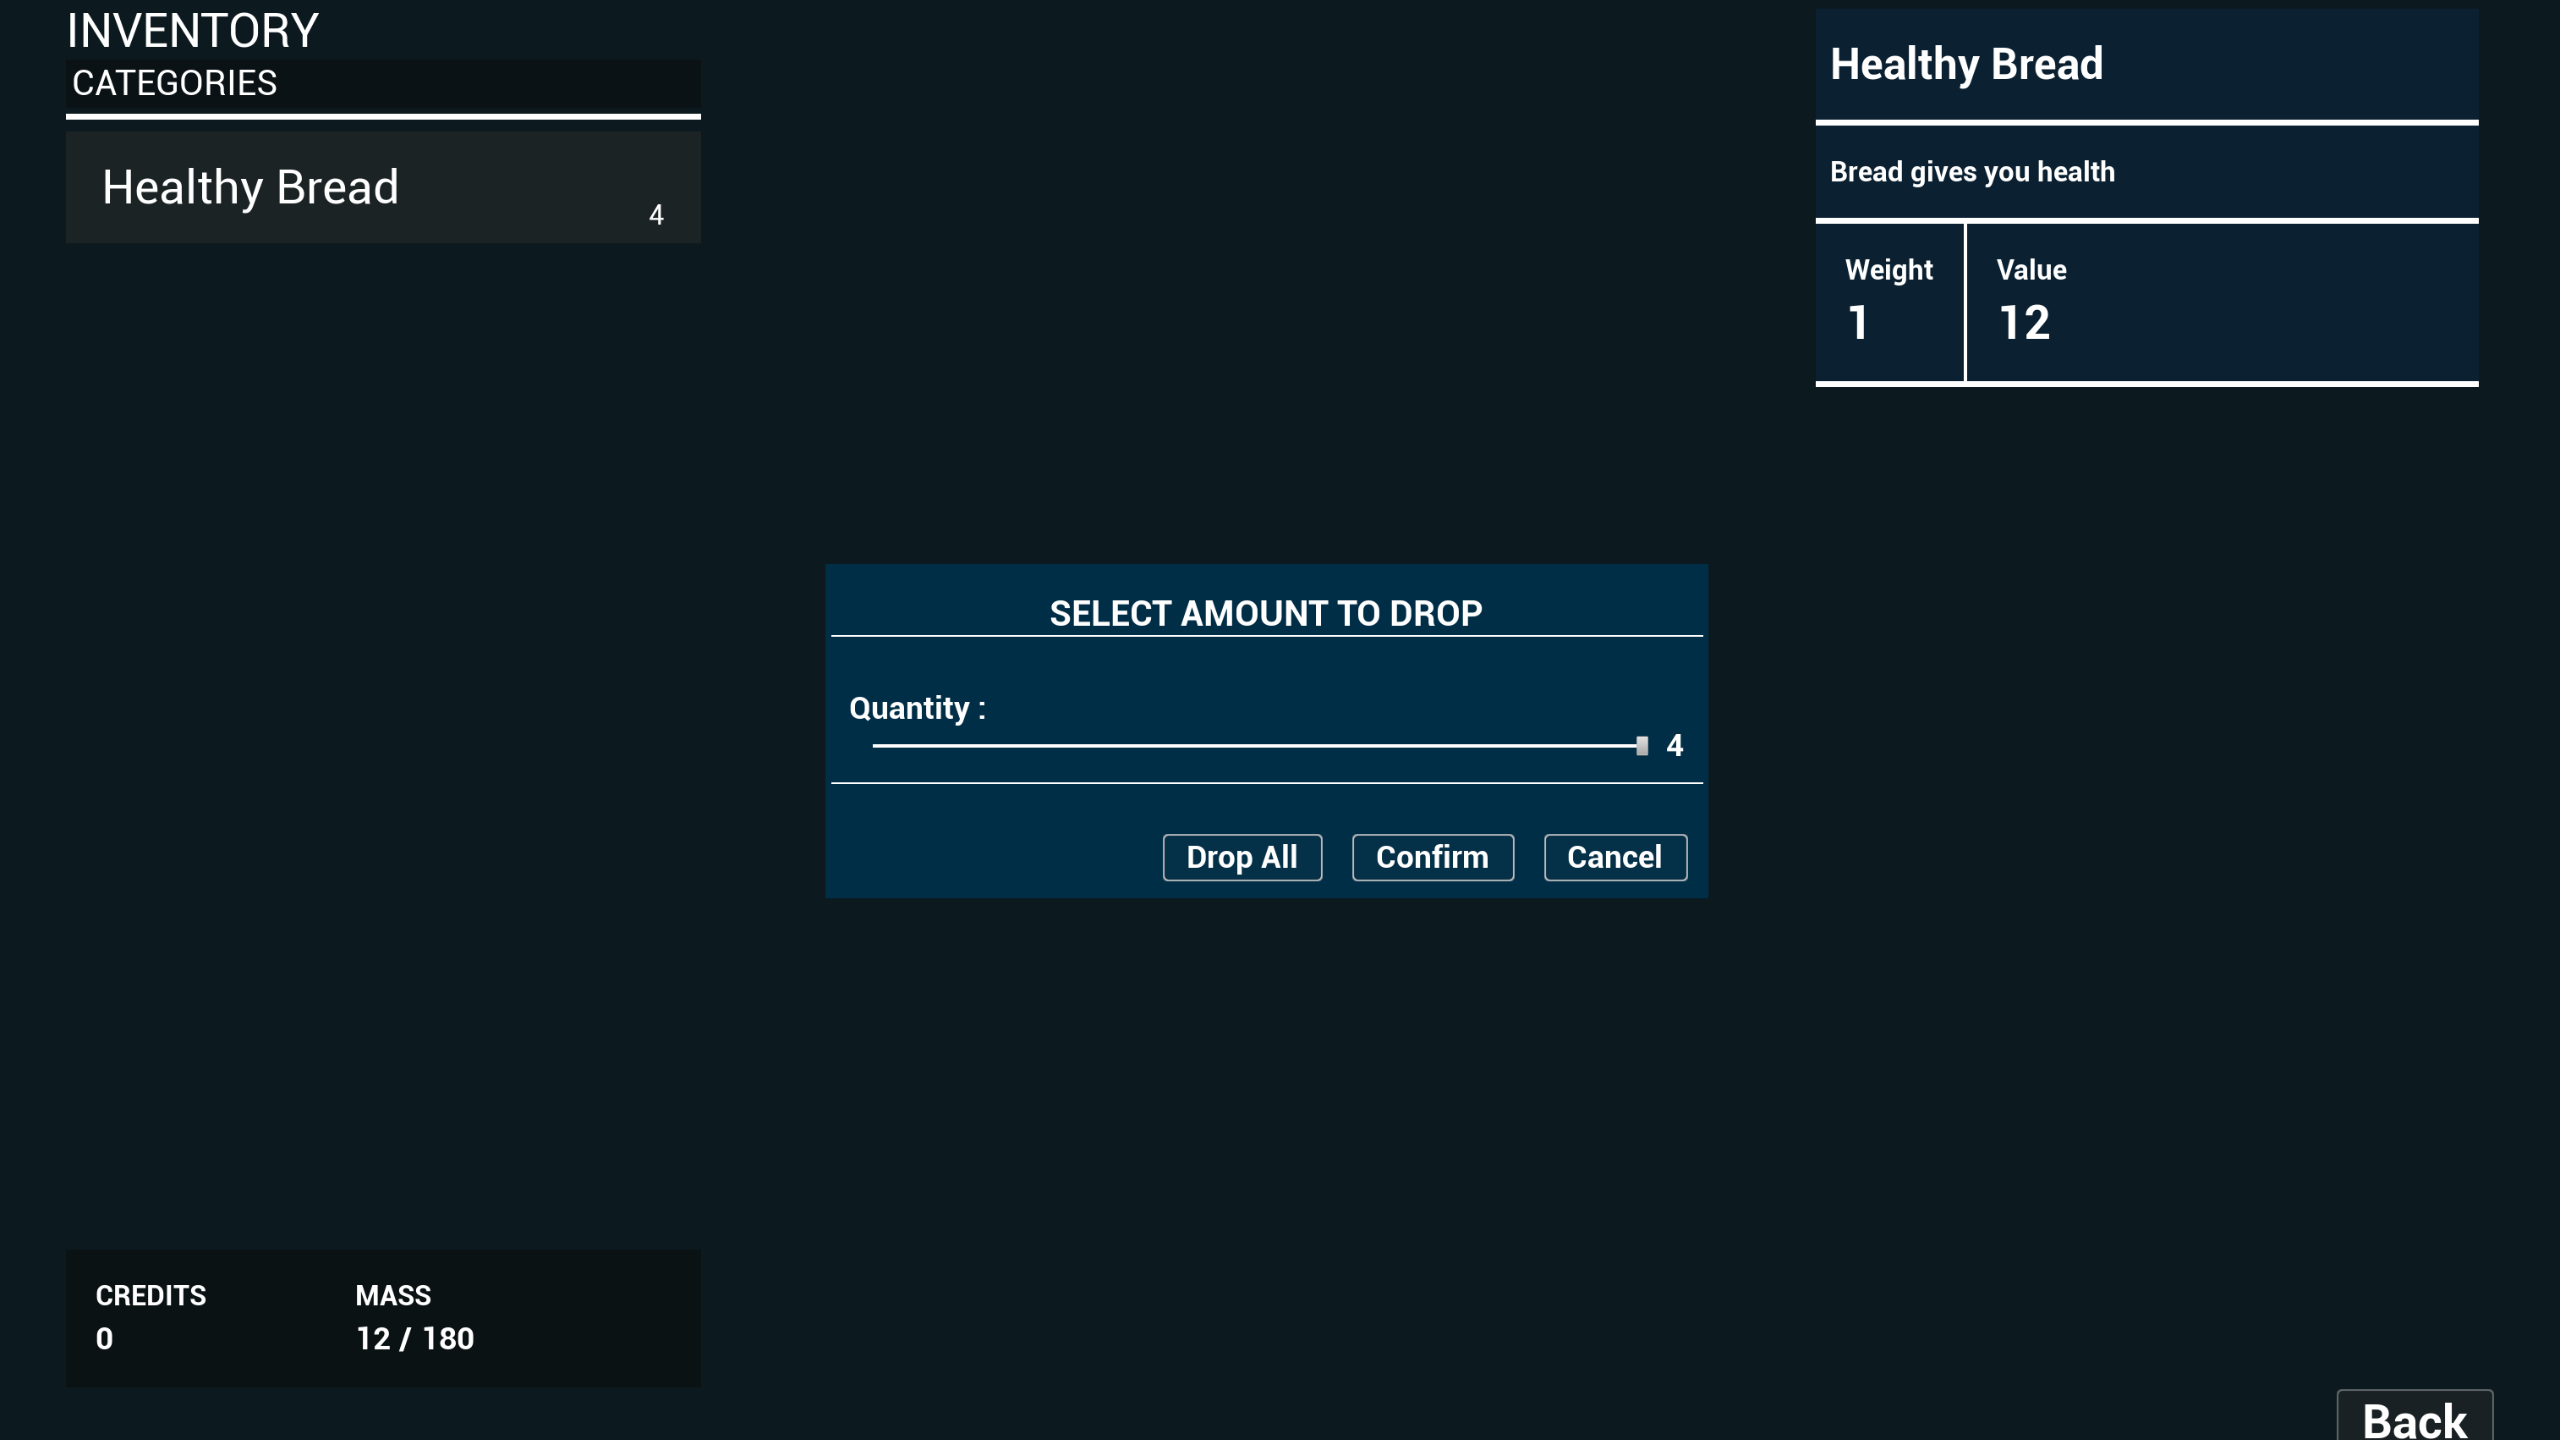 INVENTORY
CATEGORIES
Healthy Bread
4
Healthy Bread
Bread gives you health
Weight
1
Value
12
SELECT AMOUNT TO DROP
Quantity :
4
Drop All
Confirm
Cancel
CREDITS
0
MASS
12 / 180
Back